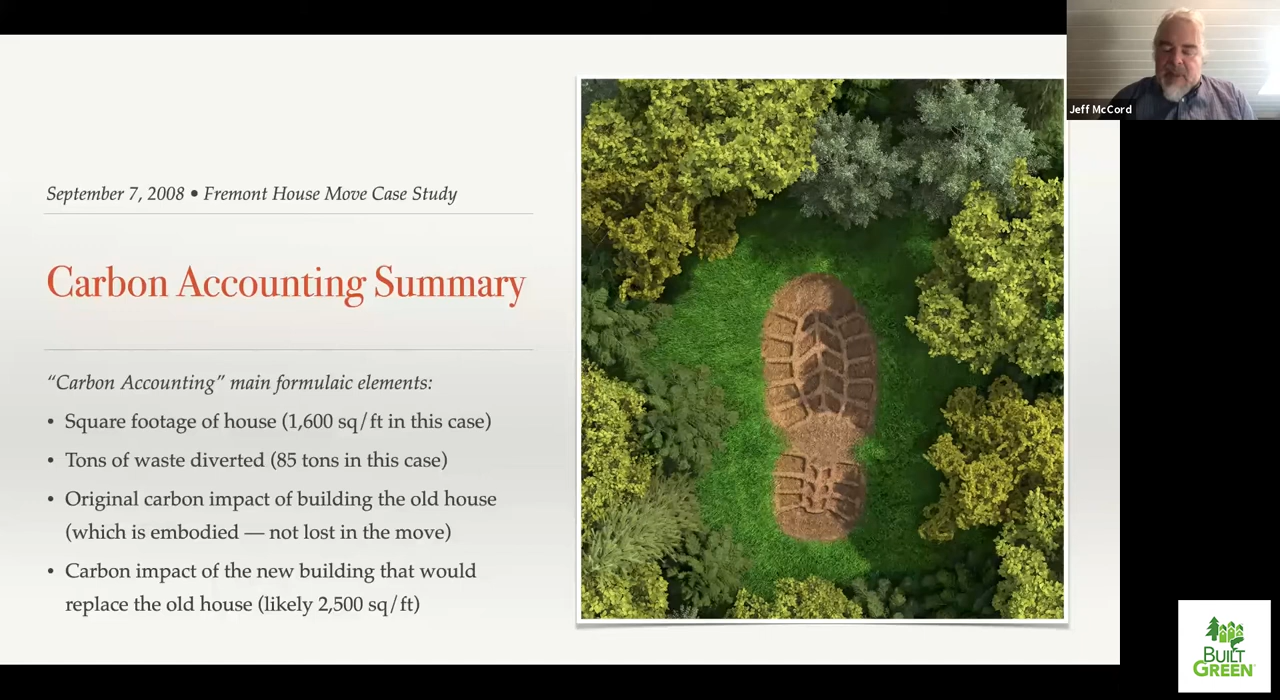 Jeff McCord
September 7, 2008 • Fremont House Move Case Study
Carbon Accounting Summary
“Carbon Accounting” main formulaic elements:
• Square footage of house (1,600 sq/ft in this case)
• Tons of waste diverted (85 tons in this case)
• Original carbon impact of building the old house
(which is embodied — not lost in the move)
• Carbon impact of the new building that would
replace the old house (likely 2,500 sq/ft)
BUILT
GREEN